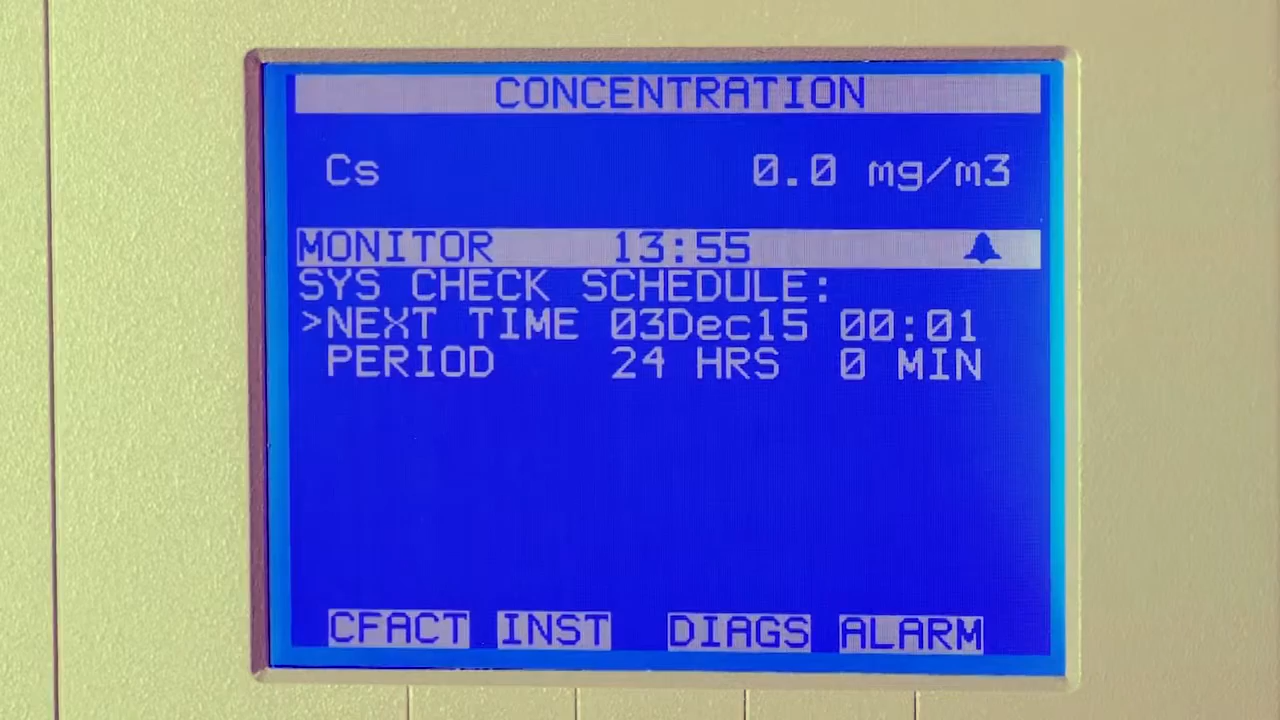 CONCENTRATION
Cs 0.0 mg/m3
MONITOR 13:55
SYS CHECK SCHEDULE:
>NEXT TIME 03Dec15 00:01
PERIOD 24 HRS 0 MIN
CFACT INST DIAGS ALARM